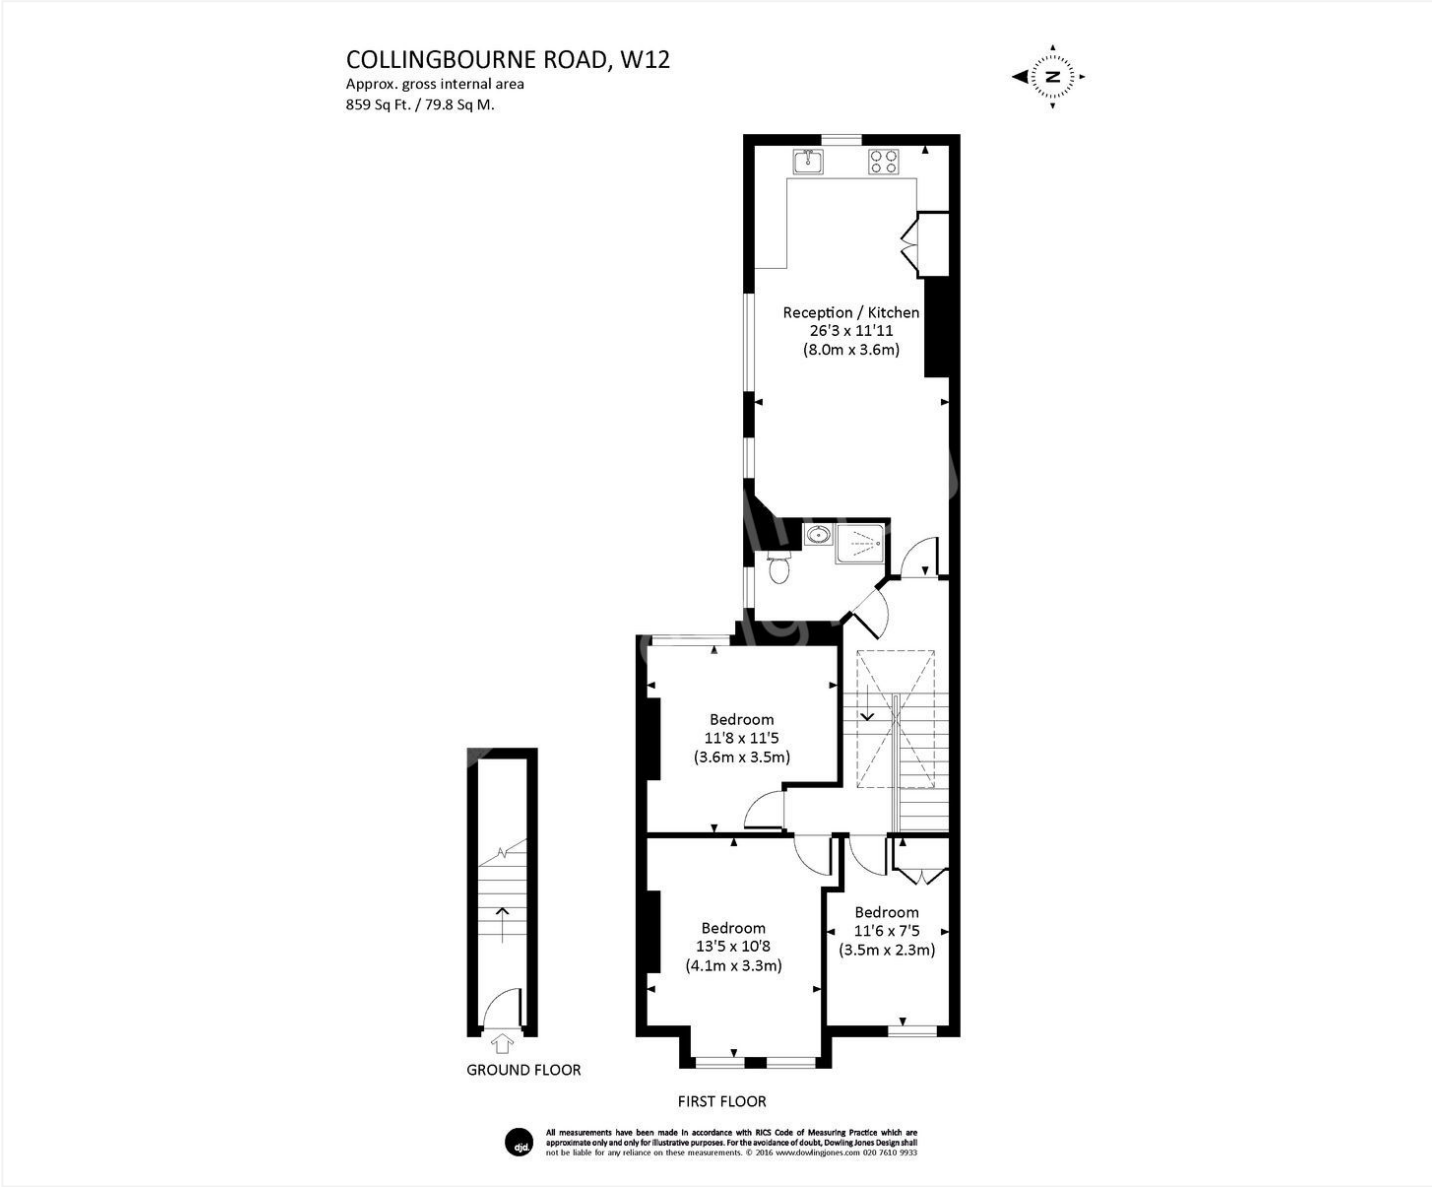 COLLINGBOURNE ROAD, W12
Approx. gross internal area
859 Sq Ft. / 79.8 Sq M.
N
Reception / Kitchen
26'3 x 11'11
(8.0m x 3.6m)
Bedroom
11'8 x 11'5
(3.6m x 3.5m)
Bedroom
13'5 x 10'8
(4.1m x 3.3m)
Bedroom
11'6 x 7'5
(3.5m x 2.3m)
GROUND FLOOR
FIRST FLOOR
djd.
All measurements have been made in accordance with RICS Code of Measuring Practice which are
approximate only and only for illustrative purposes. For the avoidance of doubt, Dowling Jones Design shall
not be liable for any reliance on these measurements. © 2016 www.dowlingjones.com 020 7610 9933